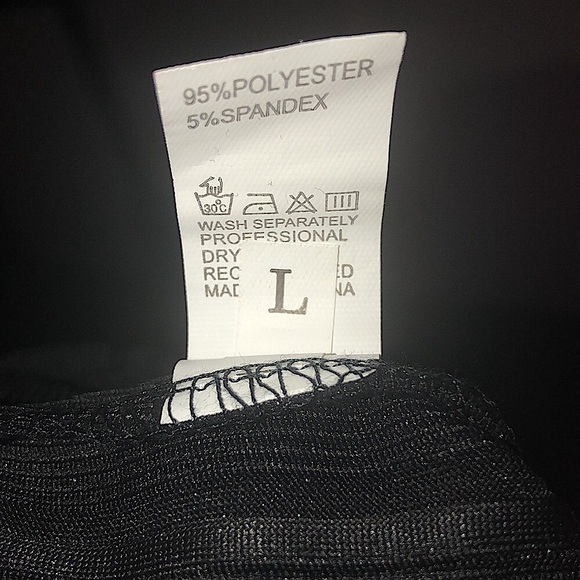 95%POLYESTER
5%SPANDEX
30°C
WASH SEPARATELY
PROFESSIONAL
DRY
L